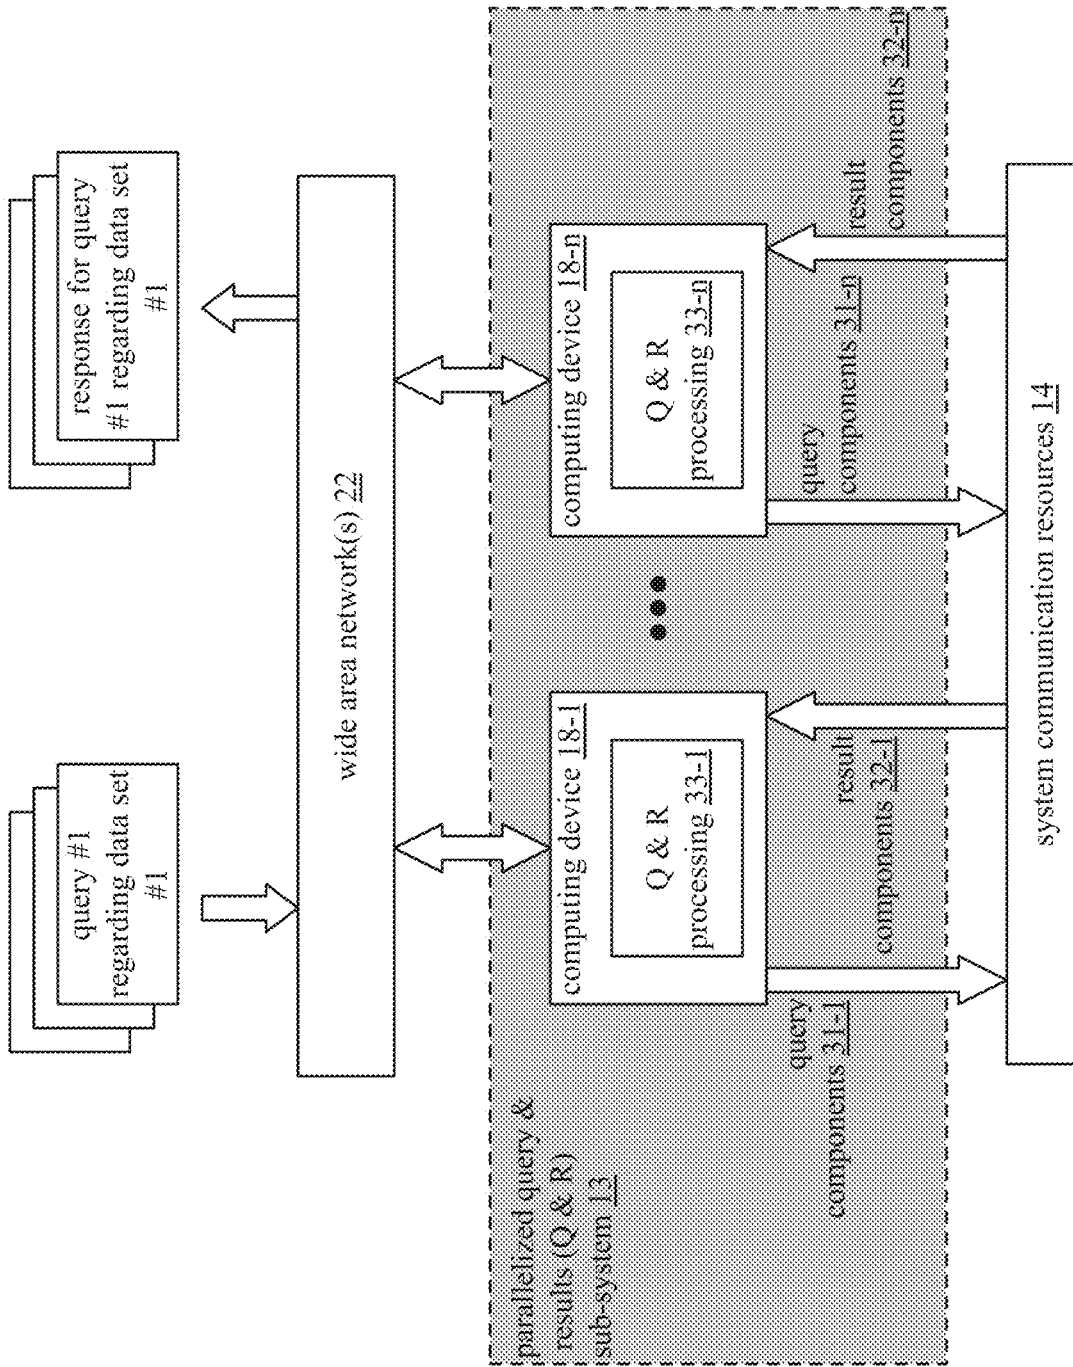 query #1
regarding data set
#1
response for query
#1 regarding data set
#1
wide area network(s) 22
parallelized query &
results (Q & R)
sub-system 13
computing device 18-1
Q & R
processing 33-1
computing device 18-n
Q & R
processing 33-n
query
components 31-1
result
components 32-1
query
components 31-n
result
components 32-n
system communication resources 14